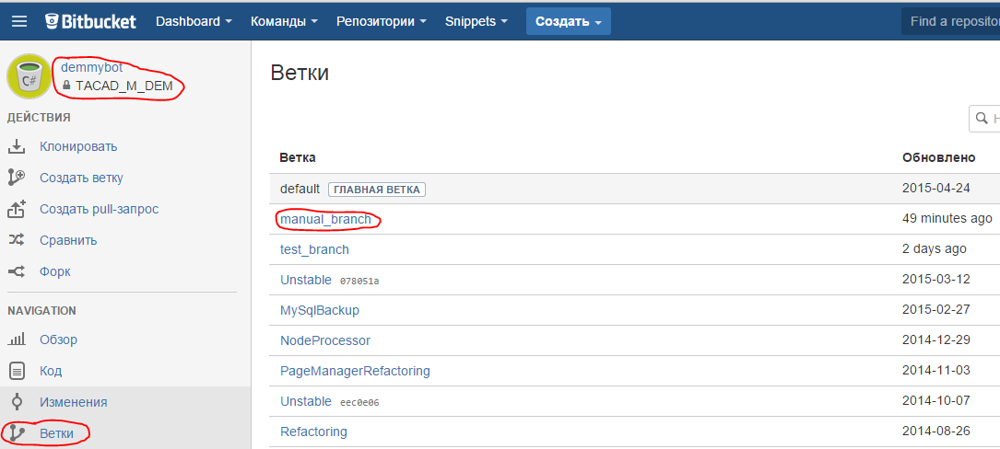 Bitbucket Dashboard Команды Репозитории Snippets Создать Find a repositor
demmybot
C# TACAD_M_DEM
ДЕЙСТВИЯ
Клонировать
Создать ветку
Создать pull-запрос
Сравнить
Форк
NAVIGATION
Обзор
Код
Изменения
Ветки
Ветки
Н
Ветка Обновлено
default ГЛАВНАЯ ВЕТКА 2015-04-24
manual_branch 49 minutes ago
test_branch 2 days ago
Unstable 078051a 2015-03-12
MySqlBackup 2015-02-27
NodeProcessor 2014-12-29
PageManagerRefactoring 2014-11-03
Unstable eec0e06 2014-10-07
Refactoring 2014-08-26